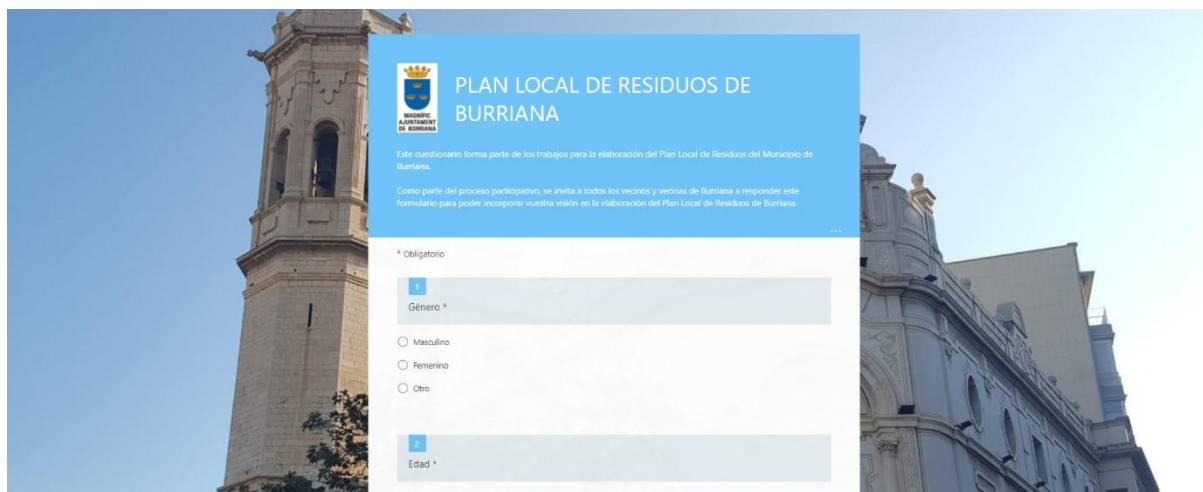 MAGNÍFIC
AJUNTAMENT
DE BORRIANA
PLAN LOCAL DE RESIDUOS DE
BURRIANA
Este cuestionario forma parte de los trabajos para la elaboración del Plan Local de Residuos del Municipio de
Burriana.
Como parte del proceso participativo, se invita a todos los vecinos y vecinas de Burriana a responder este
formulario para poder incorporar vuestra visión en la elaboración del Plan Local de Residuos de Burriana.
...
* Obligatorio
1
Género *
Masculino
Femenino
Otro
2
Edad *